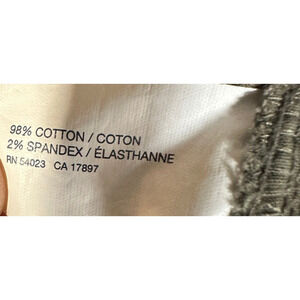 98% COTTON / COTON
2% SPANDEX / ÉLASTHANNE
RN 54023 CA 17897